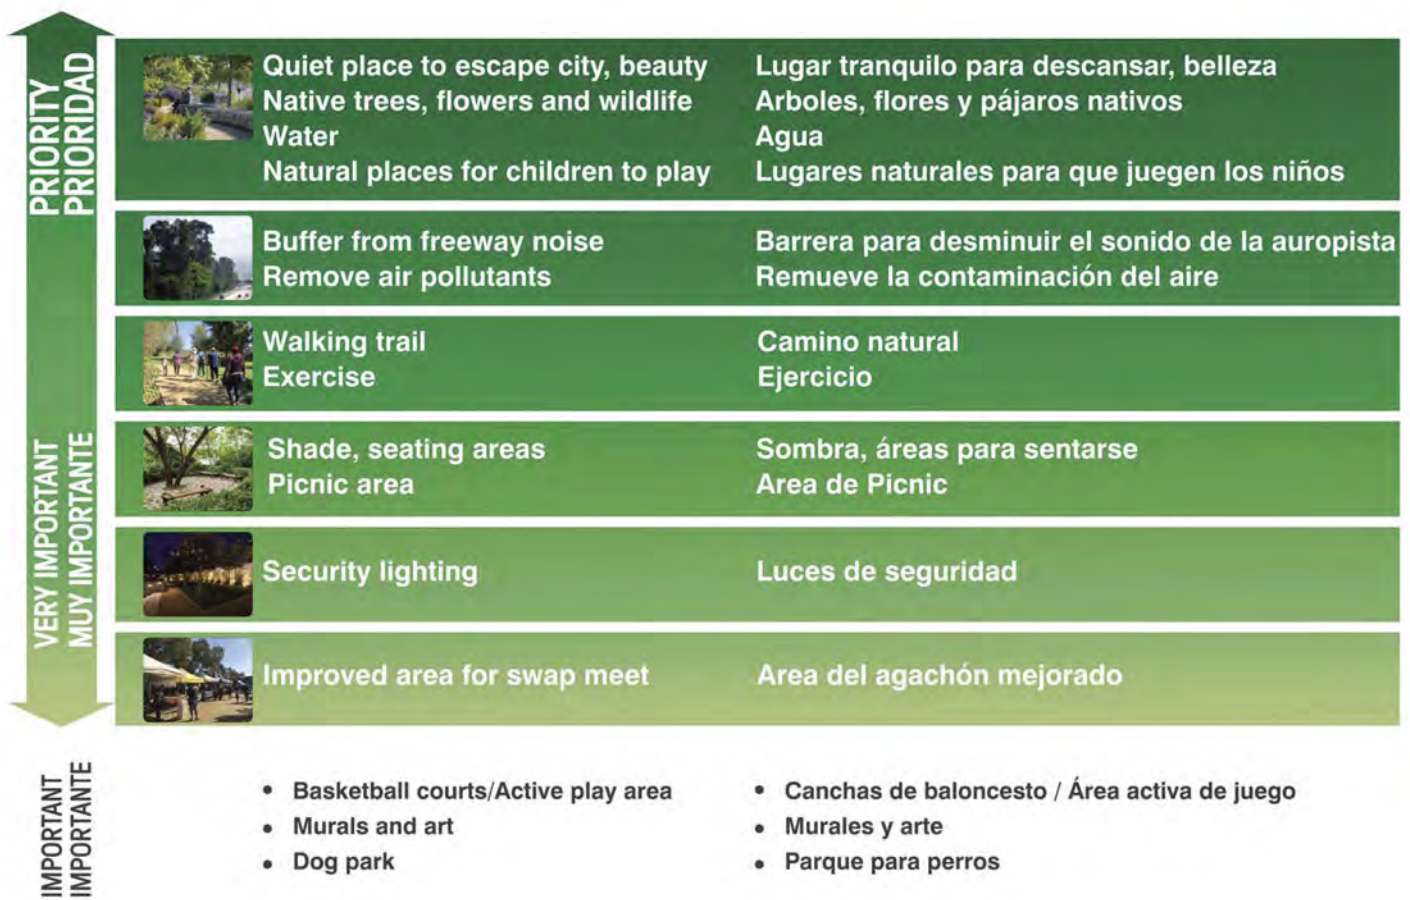 PRIORITY
PRIORIDAD
Quiet place to escape city, beauty
Native trees, flowers and wildlife
Water
Natural places for children to play
Lugar tranquilo para descansar, belleza
Arboles, flores y pájaros nativos
Agua
Lugares naturales para que juegen los niños
Buffer from freeway noise
Remove air pollutants
Barrera para desminuir el sonido de la auropista
Remueve la contaminación del aire
Walking trail
Exercise
Camino natural
Ejercicio
VERY IMPORTANT
MUY IMPORTANTE
Shade, seating areas
Picnic area
Sombra, áreas para sentarse
Area de Picnic
Security lighting
Luces de seguridad
Improved area for swap meet
Area del agachón mejorado
IMPORTANT
IMPORTANTE
• Basketball courts/Active play area
• Murals and art
• Dog park
• Canchas de baloncesto / Área activa de juego
• Murales y arte
• Parque para perros